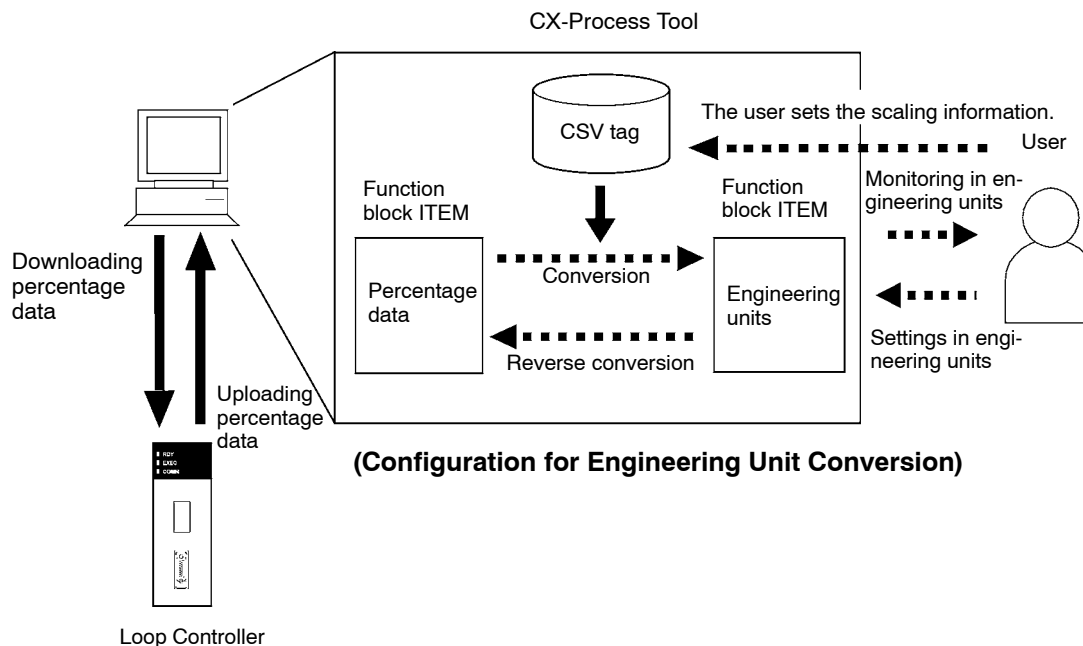 CX-Process Tool
CSV tag
The user sets the scaling information.
User
Function
block ITEM
Function
block ITEM
Monitoring in en-
gineering units
Downloading
percentage
data
Percentage
data
Conversion
Engineering
units
Reverse conversion
Settings in engi-
neering units
Uploading
percentage
data
(Configuration for Engineering Unit Conversion)
RDY
EXEC
COMM
Loop Controller